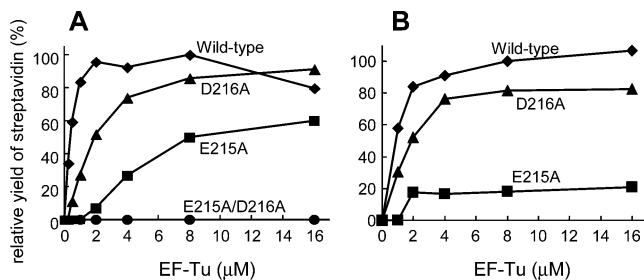 A
B
relative yield of streptavidin (%)
100
80
60
40
20
0
Wild-type
D216A
E215A
E215A/D216A
0 2 4 6 8 10 12 14 16
EF-Tu (μM)
100
80
60
40
20
0
Wild-type
D216A
E215A
0 2 4 6 8 10 12 14 16
EF-Tu (μM)